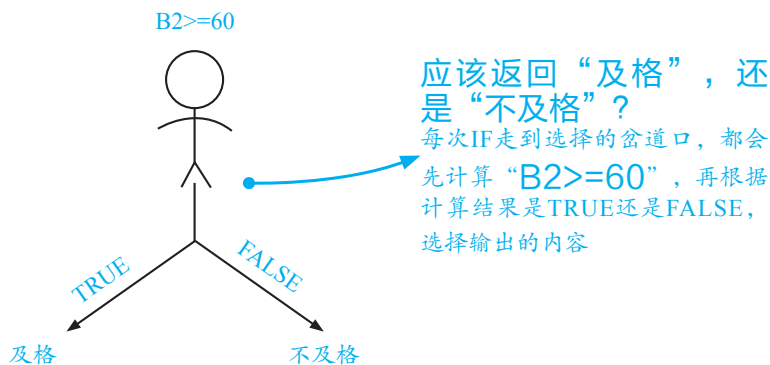 B2>=60
应该返回“及格”，还
是“不及格”？
每次IF走到选择的岔道口，都会
先计算“B2>=60”，再根据
计算结果是TRUE还是FALSE，
选择输出的内容
TRUE
FALSE
及格
不及格